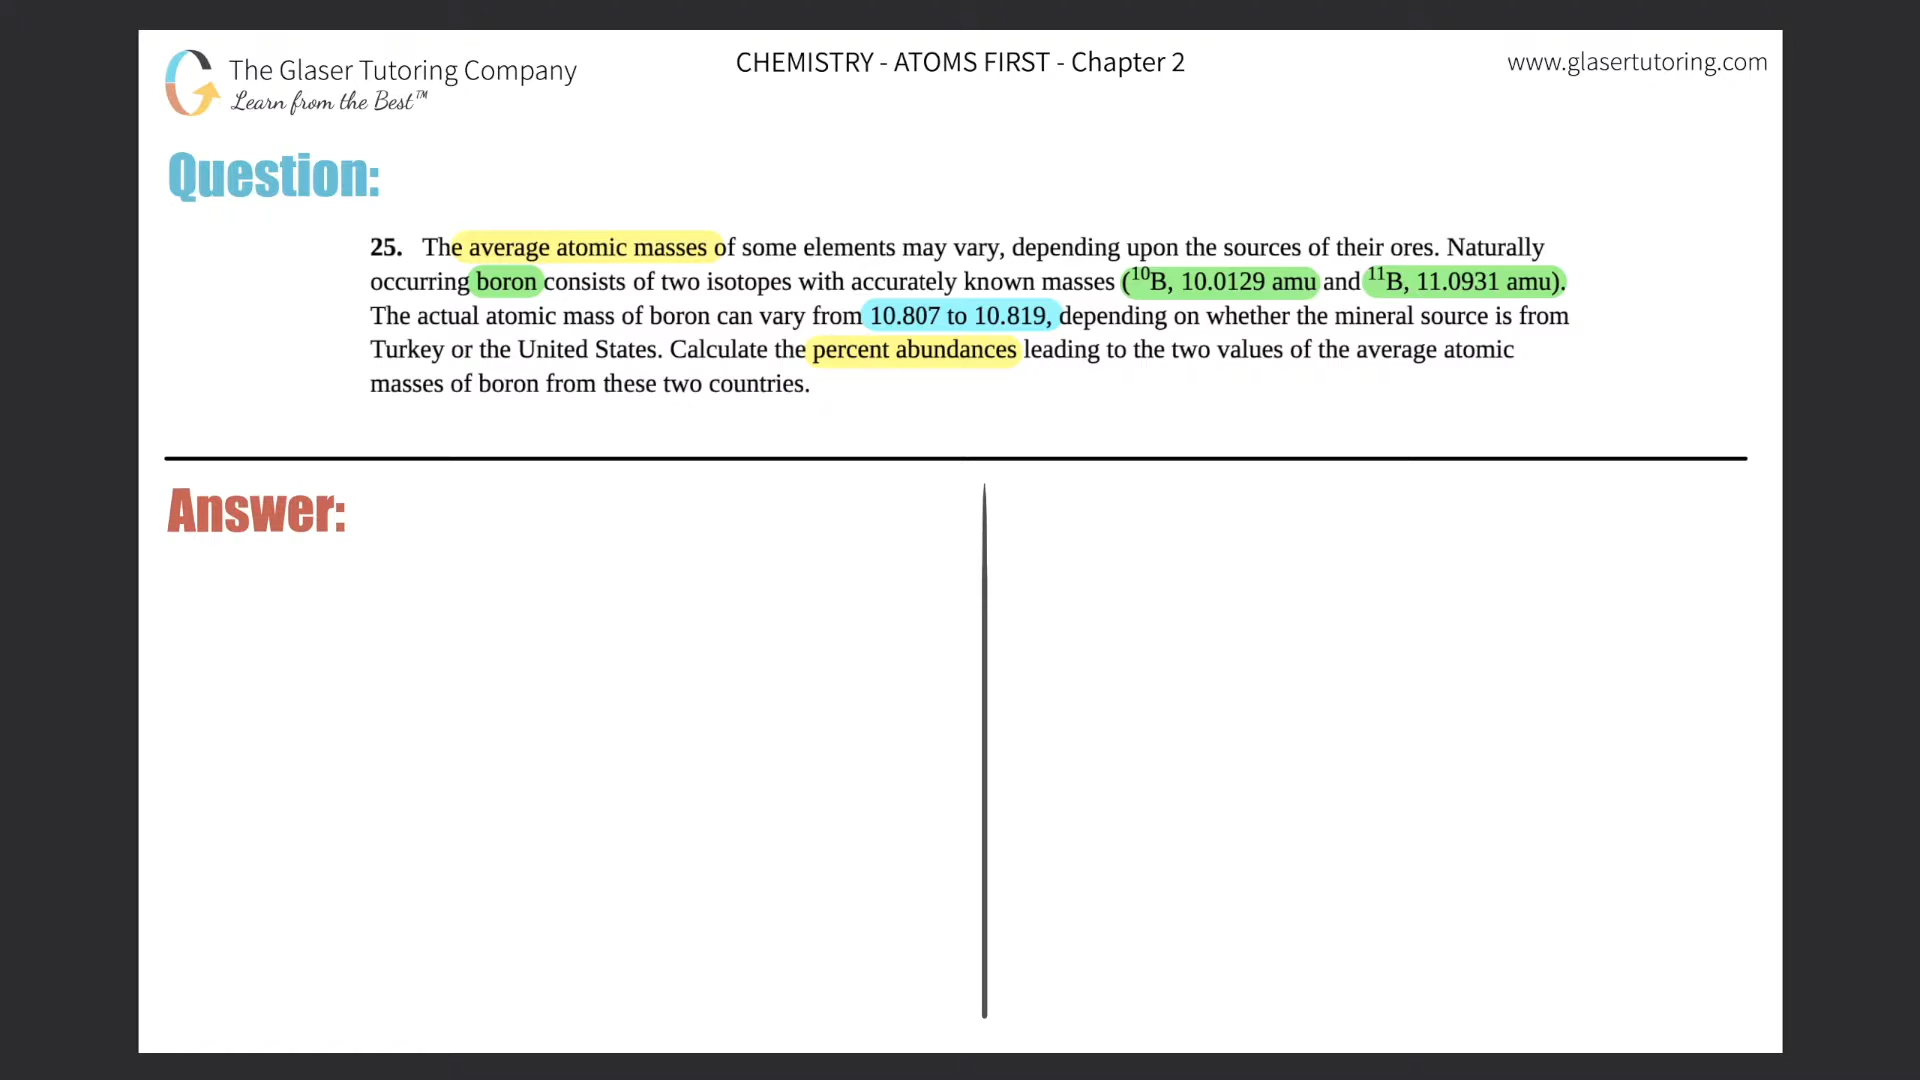 The Glaser Tutoring Company
Learn from the Best™
CHEMISTRY - ATOMS FIRST - Chapter 2
www.glasertutoring.com
Question:
25. The average atomic masses of some elements may vary, depending upon the sources of their ores. Naturally
occurring boron consists of two isotopes with accurately known masses (¹⁰B, 10.0129 amu and ¹¹B, 11.0931 amu).
The actual atomic mass of boron can vary from 10.807 to 10.819, depending on whether the mineral source is from
Turkey or the United States. Calculate the percent abundances leading to the two values of the average atomic
masses of boron from these two countries.
Answer: